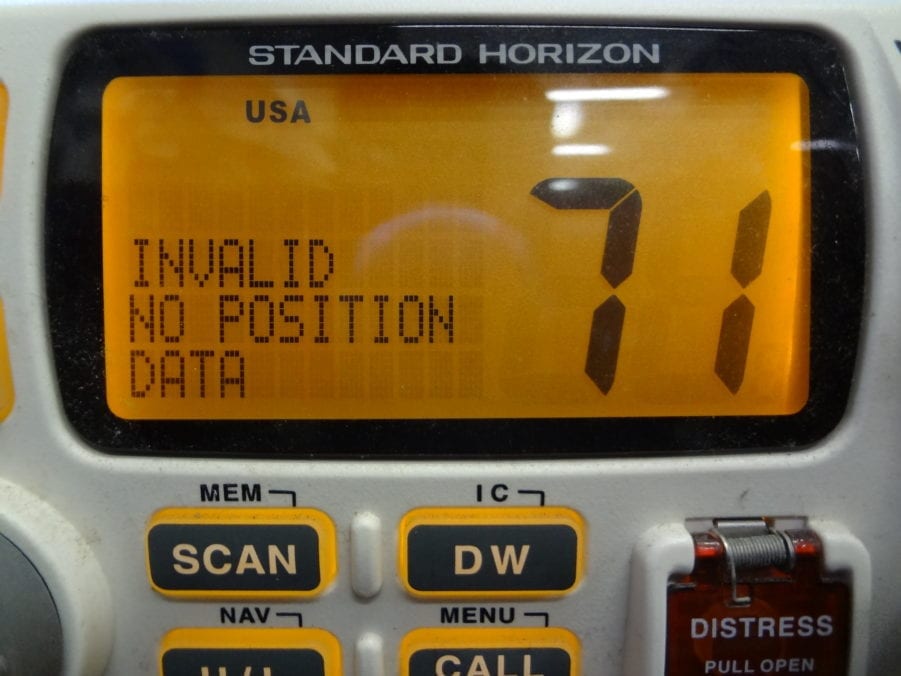 STANDARD HORIZON
USA
71
INVALID
NO POSITION
DATA
MEM
IC
SCAN
DW
NAV
MENU
CALL
DISTRESS
PULL OPEN